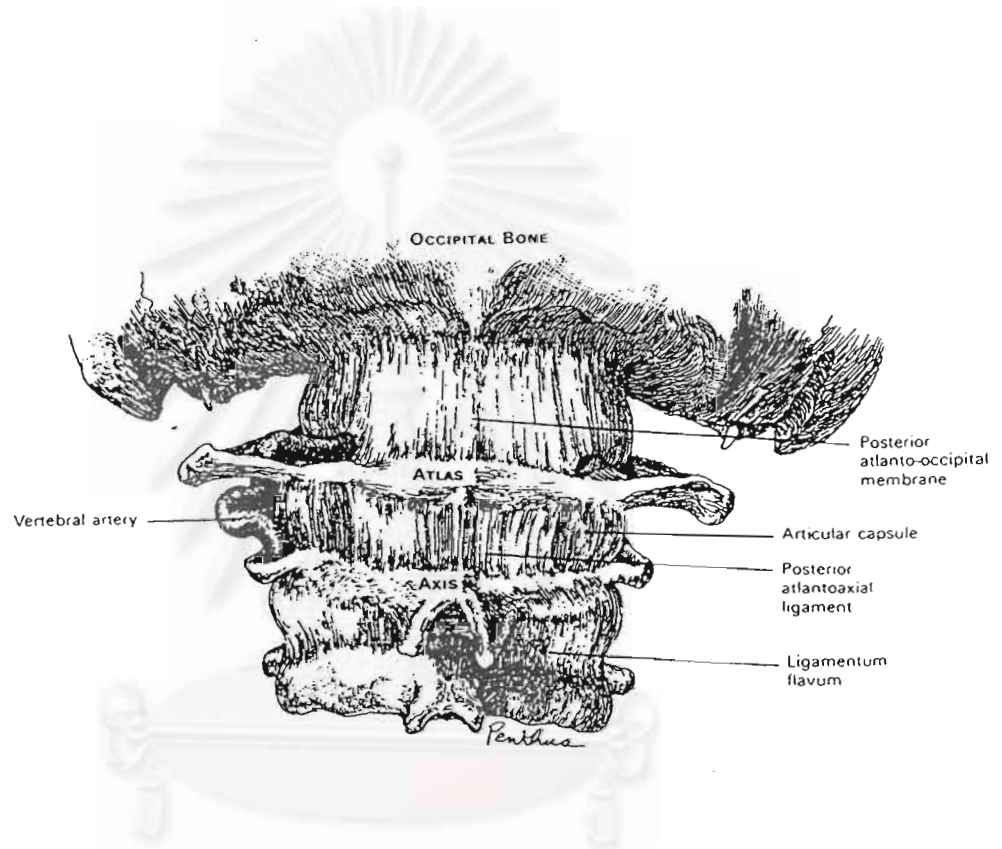 OCCIPITAL BONE
Posterior
atlanto-occipital
membrane
ATLAS
Vertebral artery
Articular capsule
Posterior
atlantoaxial
ligament
AXIS
Ligamentum
flavum
Penthus